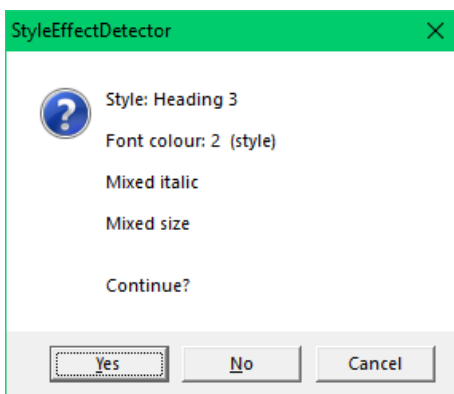 StyleEffectDetector
Style: Heading 3
Font colour: 2 (style)
Mixed italic
Mixed size
Continue?
Yes No Cancel